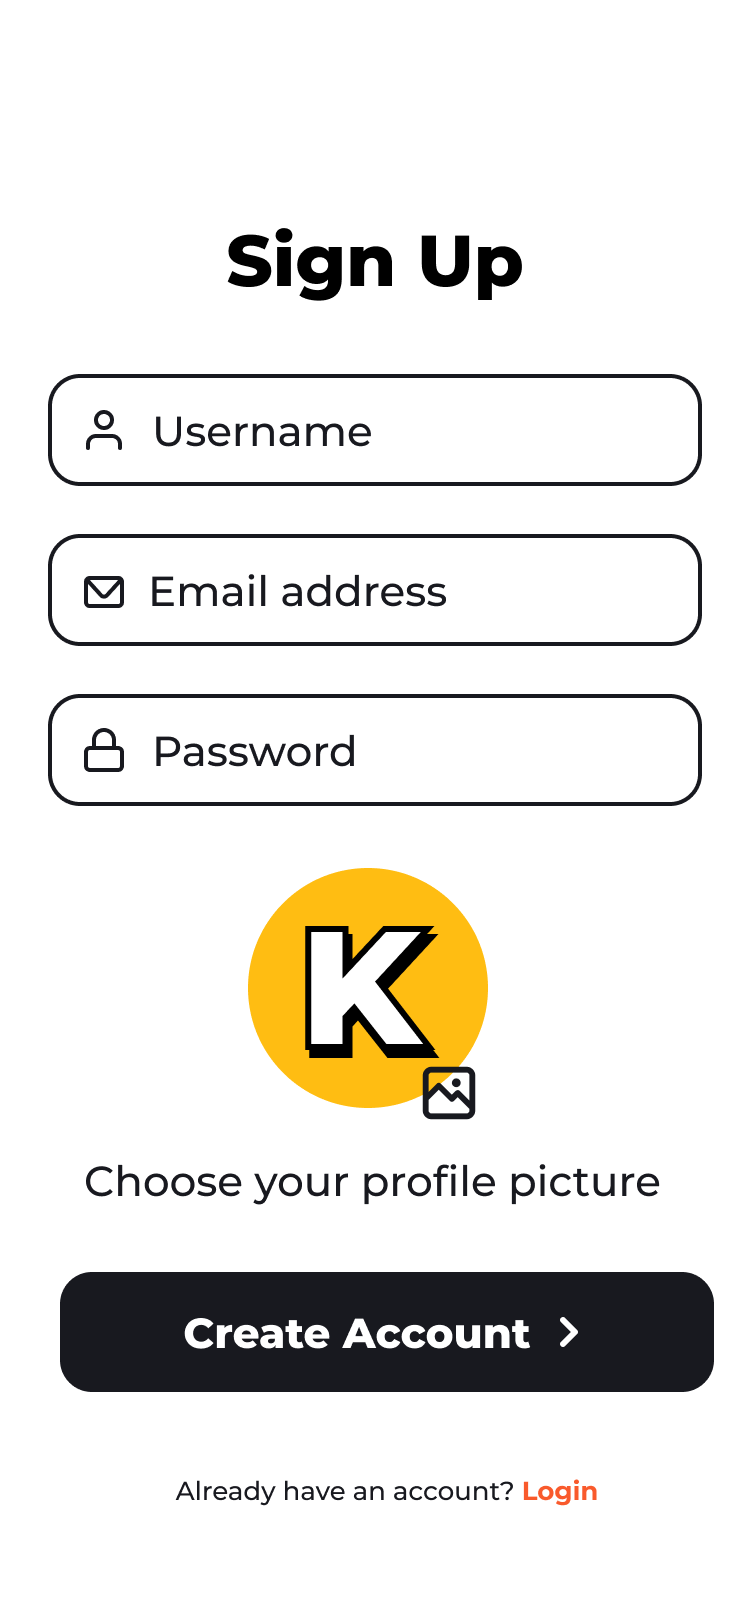 Sign Up
Username
Email address
Password
K
Choose your profile picture
Create Account
Already have an account? Login